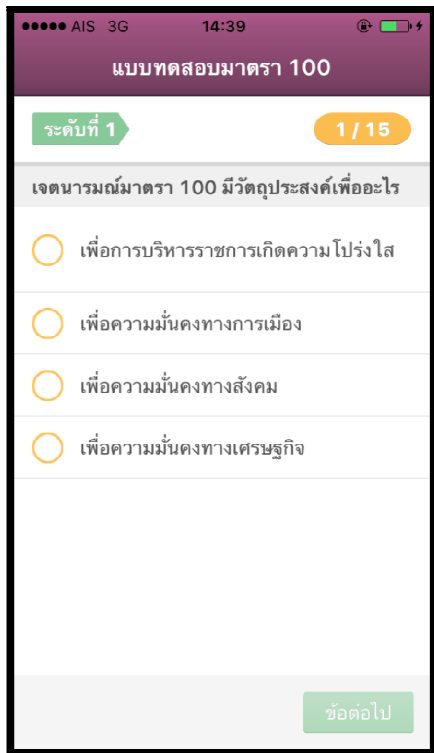 AIS 3G 14:39
แบบทดสอบมาตรา 100
ระดับที่ 1 1 / 15
เจตนารมณ์มาตรา 100 มีวัตถุประสงค์เพื่ออะไร
เพื่อการบริหารราชการเกิดความโปร่งใส
เพื่อความมั่นคงทางการเมือง
เพื่อความมั่นคงทางสังคม
เพื่อความมั่นคงทางเศรษฐกิจ
ข้อต่อไป